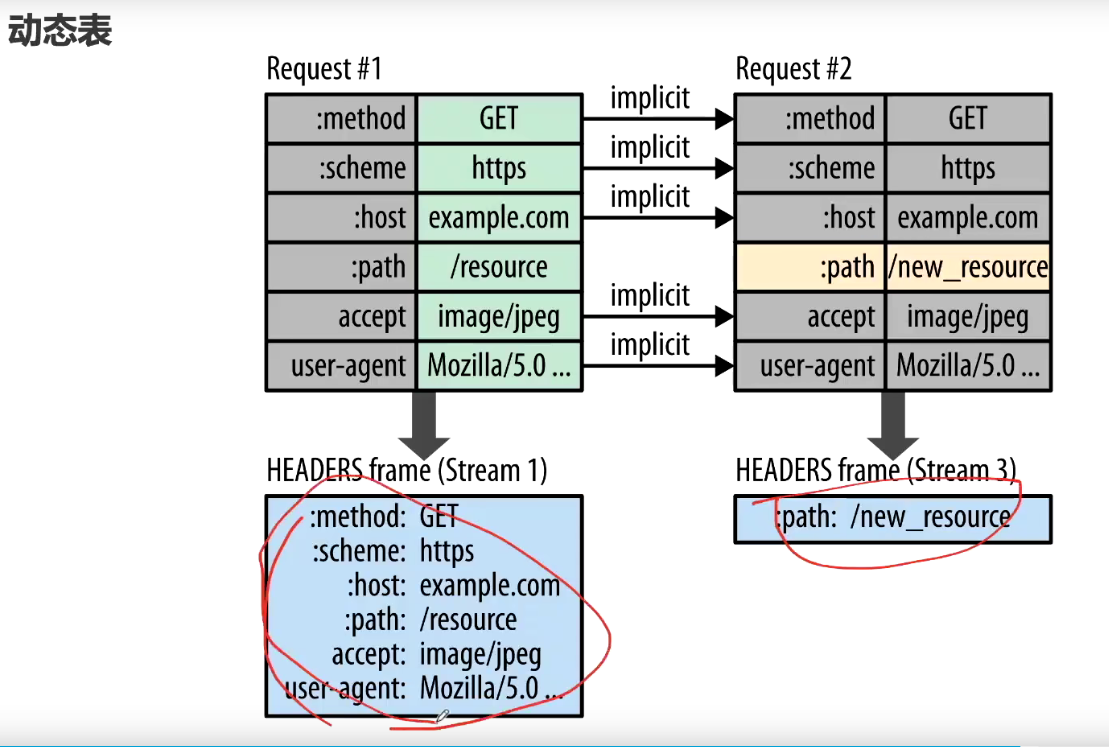 动态表
Request #1
:method GET
:scheme https
:host example.com
:path /resource
accept image/jpeg
user-agent Mozilla/5.0 ...
implicit
implicit
implicit
implicit
implicit
Request #2
:method GET
:scheme https
:host example.com
:path /new_resource
accept image/jpeg
user-agent Mozilla/5.0 ...
HEADERS frame (Stream 1)
:method: GET
:scheme: https
:host: example.com
:path: /resource
accept: image/jpeg
user-agent: Mozilla/5.0 ...
HEADERS frame (Stream 3)
:path: /new_resource